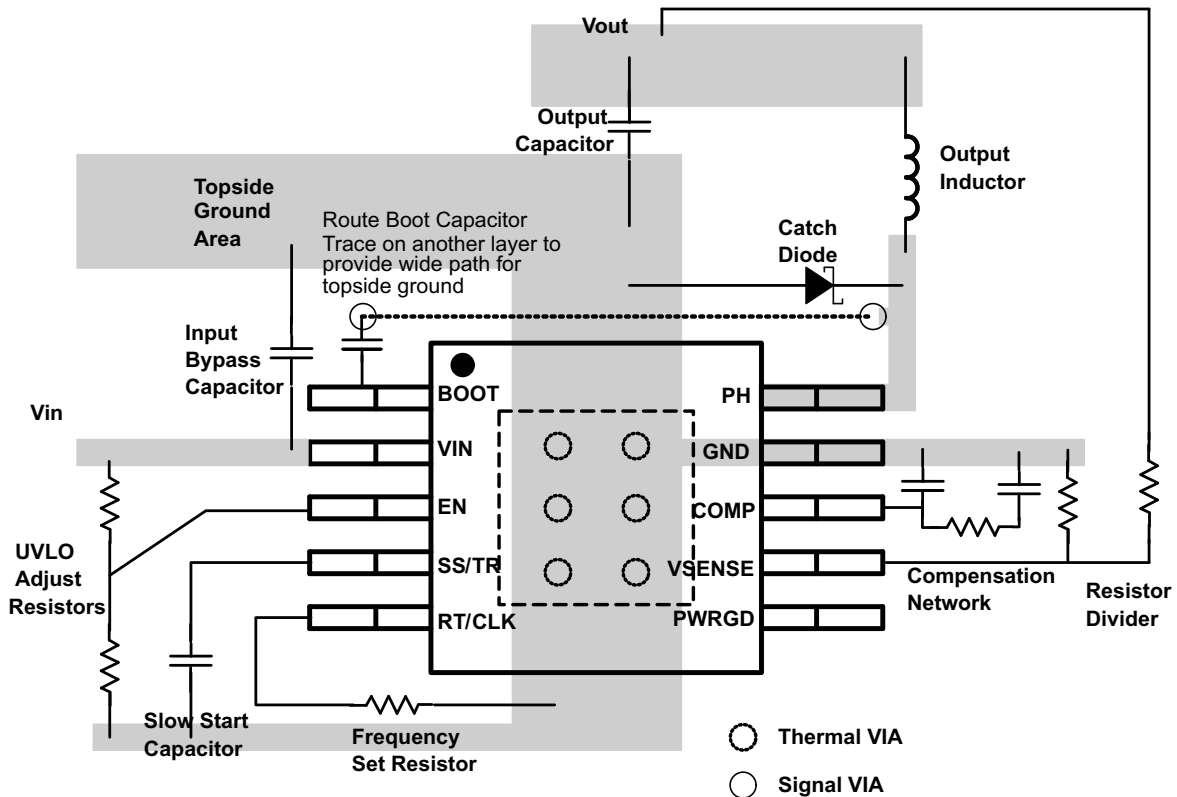 Vout
Output
Capacitor
Output
Inductor
Topside
Ground
Area
Route Boot Capacitor
Trace on another layer to
provide wide path for
topside ground
Catch
Diode
Input
Bypass
Capacitor
Vin
BOOT
VIN
EN
SS/TR
RT/CLK
PH
GND
COMP
VSENSE
PWRGD
UVLO
Adjust
Resistors
Compensation
Network
Resistor
Divider
Slow Start
Capacitor
Frequency
Set Resistor
Thermal VIA
Signal VIA